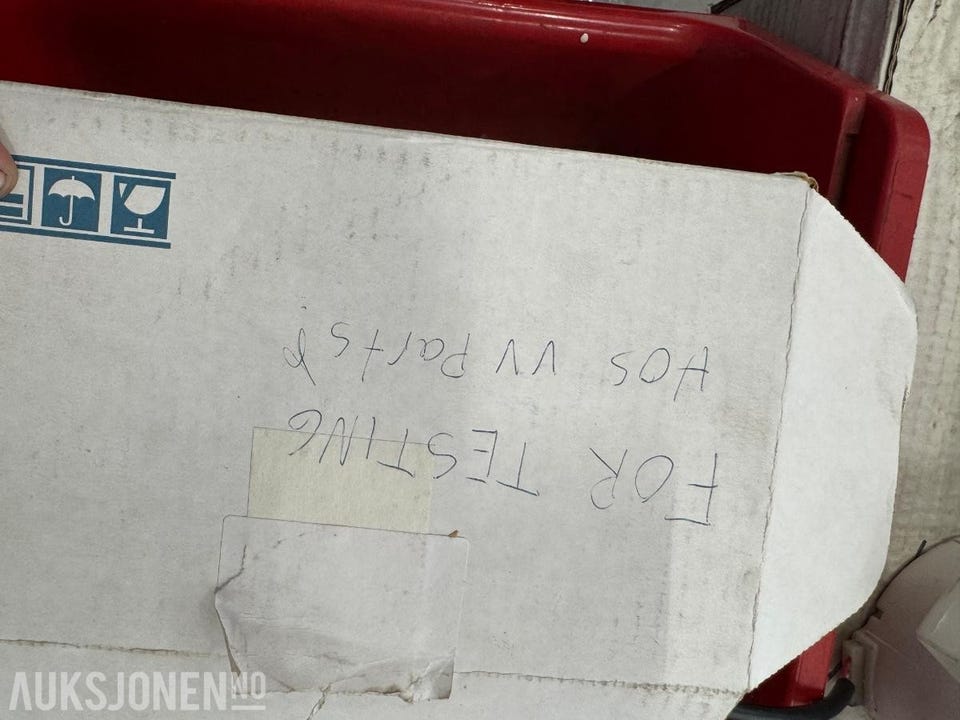 FOR TESTING
HOS VV Parts?
AUKSJONEN NO